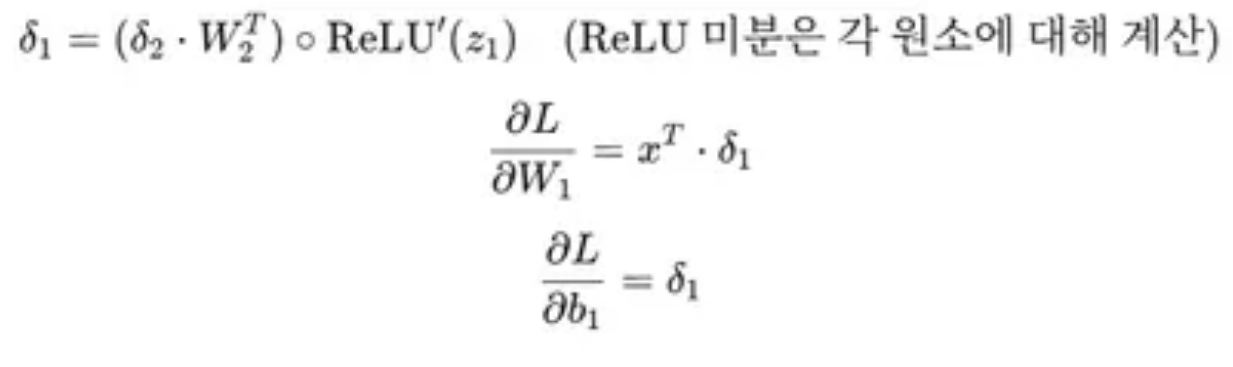 δ₁ = (δ₂ · W₂ᵀ) ∘ ReLU′(z₁) (ReLU 미분은 각 원소에 대해 계산)
∂L/∂W₁ = xᵀ · δ₁
∂L/∂b₁ = δ₁